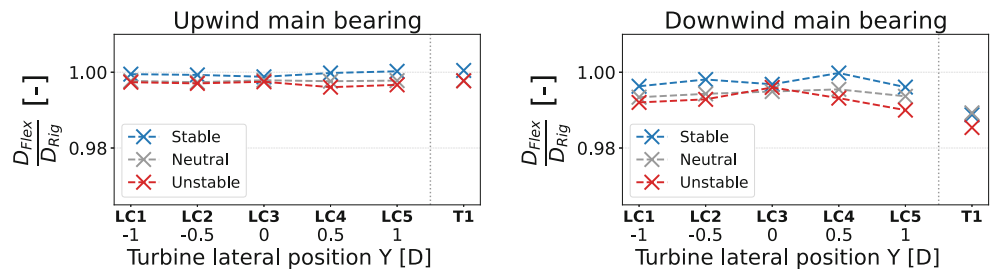 Upwind main bearing
D_Flex / D_Rig [-]
1.00
0.98
Stable
Neutral
Unstable
LC1 LC2 LC3 LC4 LC5 T1
-1 -0.5 0 0.5 1
Turbine lateral position Y [D]
Downwind main bearing
D_Flex / D_Rig [-]
1.00
0.98
Stable
Neutral
Unstable
LC1 LC2 LC3 LC4 LC5 T1
-1 -0.5 0 0.5 1
Turbine lateral position Y [D]